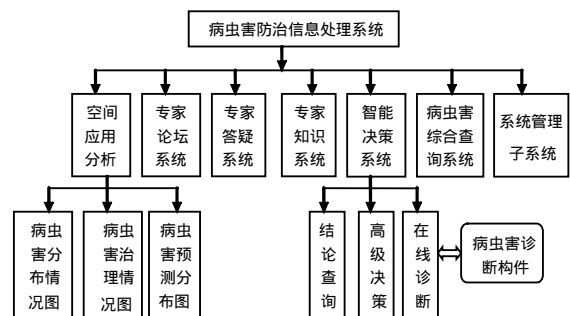 病虫害防治信息处理系统
空间
应用
分析
专家
论坛
系统
专家
答疑
系统
专家
知识
系统
智能
决策
系统
病虫害
综合查
询系统
系统管理
子系统
病虫
害分
布情
况图
病虫
害治
理情
况图
病虫
害预
测分
布图
结
论
查
询
高
级
决
策
在
线
诊
断
病虫害诊
断构件